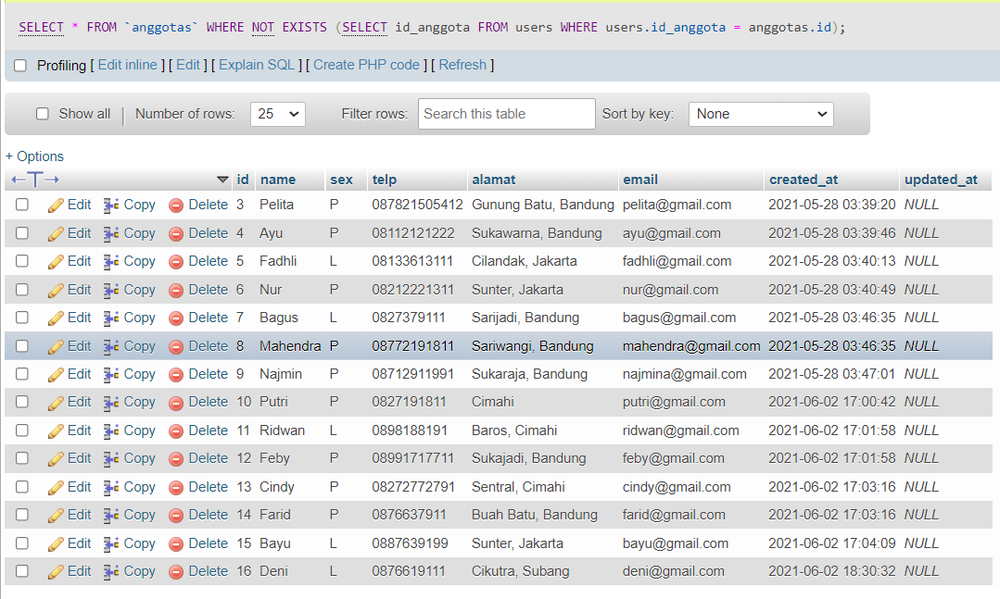 SELECT * FROM `anggotas` WHERE NOT EXISTS (SELECT id_anggota FROM users WHERE users.id_anggota = anggotas.id);
Profiling [ Edit inline ] [ Edit ] [ Explain SQL ] [ Create PHP code ] [ Refresh ]
Show all | Number of rows: 25 Filter rows: Search this table Sort by key: None
+ Options
←T→ id name sex telp alamat email created_at updated_at
Edit Copy Delete 3 Pelita P 087821505412 Gunung Batu, Bandung pelita@gmail.com 2021-05-28 03:39:20 NULL
Edit Copy Delete 4 Ayu P 08112121222 Sukawarna, Bandung ayu@gmail.com 2021-05-28 03:39:46 NULL
Edit Copy Delete 5 Fadhli L 08133613111 Cilandak, Jakarta fadhli@gmail.com 2021-05-28 03:40:13 NULL
Edit Copy Delete 6 Nur P 08212221311 Sunter, Jakarta nur@gmail.com 2021-05-28 03:40:49 NULL
Edit Copy Delete 7 Bagus L 0827379111 Sarijadi, Bandung bagus@gmail.com 2021-05-28 03:46:35 NULL
Edit Copy Delete 8 Mahendra P 08772191811 Sariwangi, Bandung mahendra@gmail.com 2021-05-28 03:46:35 NULL
Edit Copy Delete 9 Najmin P 08712911991 Sukaraja, Bandung najmina@gmail.com 2021-05-28 03:47:01 NULL
Edit Copy Delete 10 Putri P 0827191811 Cimahi putri@gmail.com 2021-06-02 17:00:42 NULL
Edit Copy Delete 11 Ridwan L 0898188191 Baros, Cimahi ridwan@gmail.com 2021-06-02 17:01:58 NULL
Edit Copy Delete 12 Feby P 08991717711 Sukajadi, Bandung feby@gmail.com 2021-06-02 17:01:58 NULL
Edit Copy Delete 13 Cindy P 08272772791 Sentral, Cimahi cindy@gmail.com 2021-06-02 17:03:16 NULL
Edit Copy Delete 14 Farid P 0876637911 Buah Batu, Bandung farid@gmail.com 2021-06-02 17:03:16 NULL
Edit Copy Delete 15 Bayu L 0887639199 Sunter, Jakarta bayu@gmail.com 2021-06-02 17:04:09 NULL
Edit Copy Delete 16 Deni L 0876619111 Cikutra, Subang deni@gmail.com 2021-06-02 18:30:32 NULL